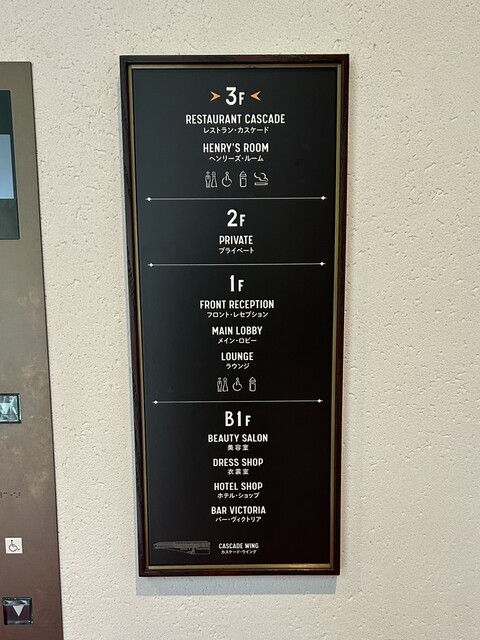 3F
RESTAURANT CASCADE
レストラン・カスケード
HENRY'S ROOM
ヘンリーズ・ルーム
2F
PRIVATE
プライベート
1F
FRONT RECEPTION
フロント・レセプション
MAIN LOBBY
メイン・ロビー
LOUNGE
ラウンジ
B1F
BEAUTY SALON
美容室
DRESS SHOP
衣裳室
HOTEL SHOP
ホテル・ショップ
BAR VICTORIA
バー・ヴィクトリア
CASCADE WING
カスケード・ウイング